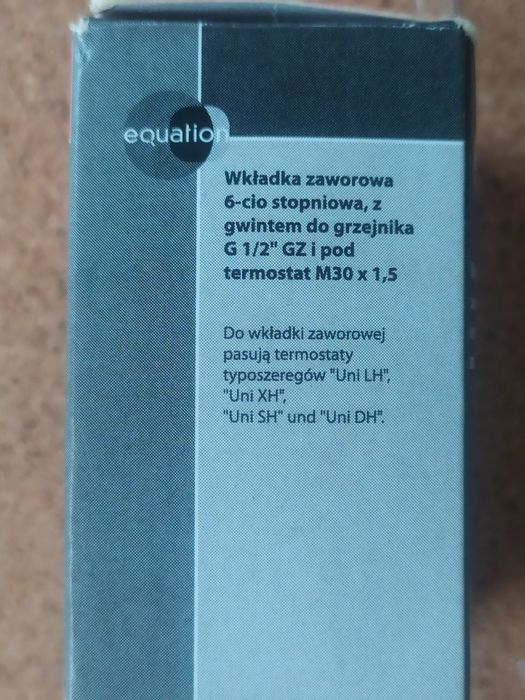 equation
Wkładka zaworowa
6-cio stopniowa, z
gwintem do grzejnika
G 1/2" GZ i pod
termostat M30 x 1,5
Do wkładki zaworowej
pasują termostaty
typoszeregów "Uni LH",
"Uni XH",
"Uni SH" und "Uni DH".